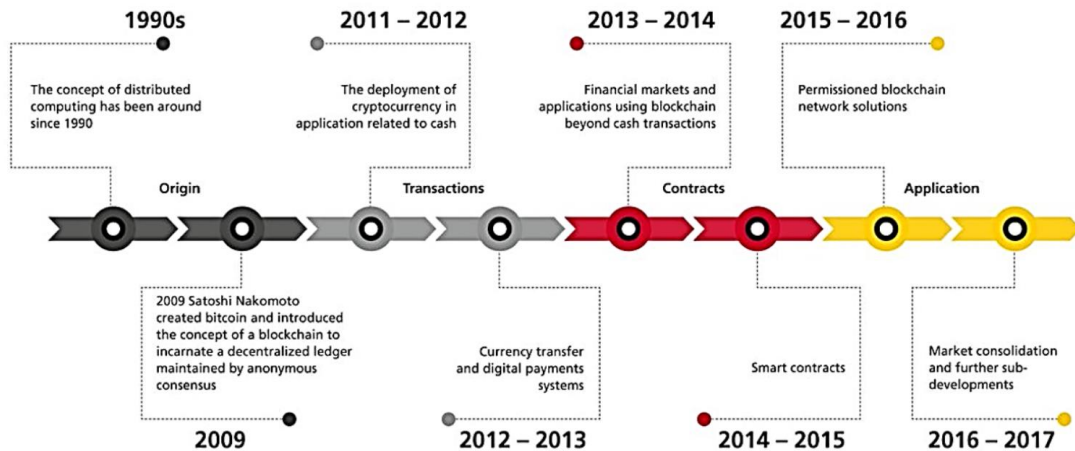 1990s
The concept of distributed
computing has been around
since 1990
2011 – 2012
The deployment of
cryptocurrency in
application related to cash
2013 – 2014
Financial markets and
applications using blockchain
beyond cash transactions
2015 – 2016
Permissioned blockchain
network solutions
Origin
Transactions
Contracts
Application
2009 Satoshi Nakomoto
created bitcoin and introduced
the concept of a blockchain to
incarnate a decentralized ledger
maintained by anonymous
consensus
2009
Currency transfer
and digital payments
systems
2012 – 2013
Smart contracts
2014 – 2015
Market consolidation
and further sub-
developments
2016 – 2017